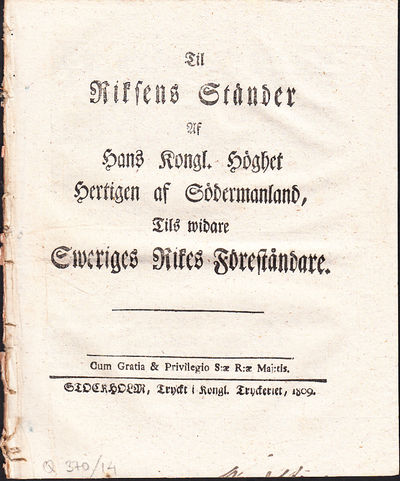 Til
Riksens Ständer
Af
Hans Kongl. Höghet
Hertigen af Södermanland,
Tils widare
Sweriges Rikes Föreståndare.
Cum Gratia & Privilegio S:æ R:æ Maj:tis.
STOCKHOLM, Tryckt i Kongl. Tryckeriet, 1809.
Q 370/14